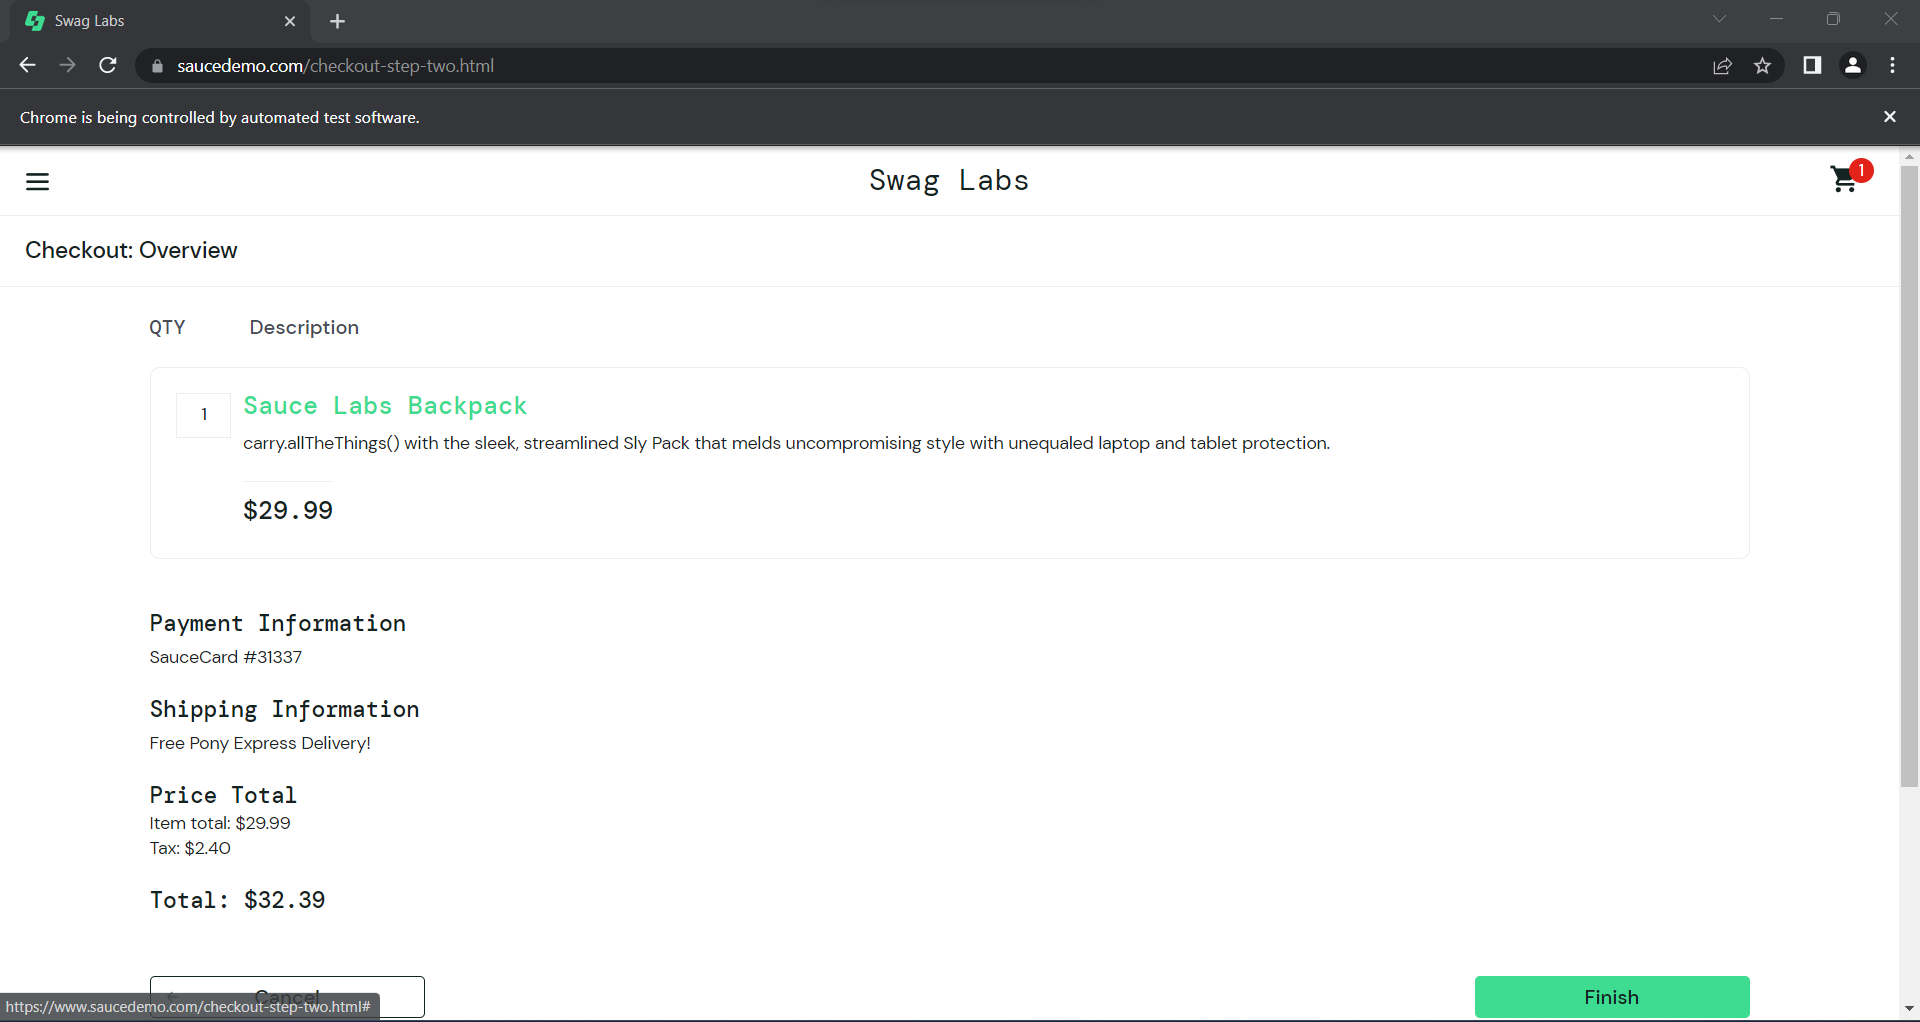 Swag Labs
saucedemo.com/checkout-step-two.html
Chrome is being controlled by automated test software.
Swag Labs
1
Checkout: Overview
QTY Description
1 Sauce Labs Backpack
carry.allTheThings() with the sleek, streamlined Sly Pack that melds uncompromising style with unequaled laptop and tablet protection.
$29.99
Payment Information
SauceCard #31337
Shipping Information
Free Pony Express Delivery!
Price Total
Item total: $29.99
Tax: $2.40
Total: $32.39
Cancel
Finish
https://www.saucedemo.com/checkout-step-two.html#